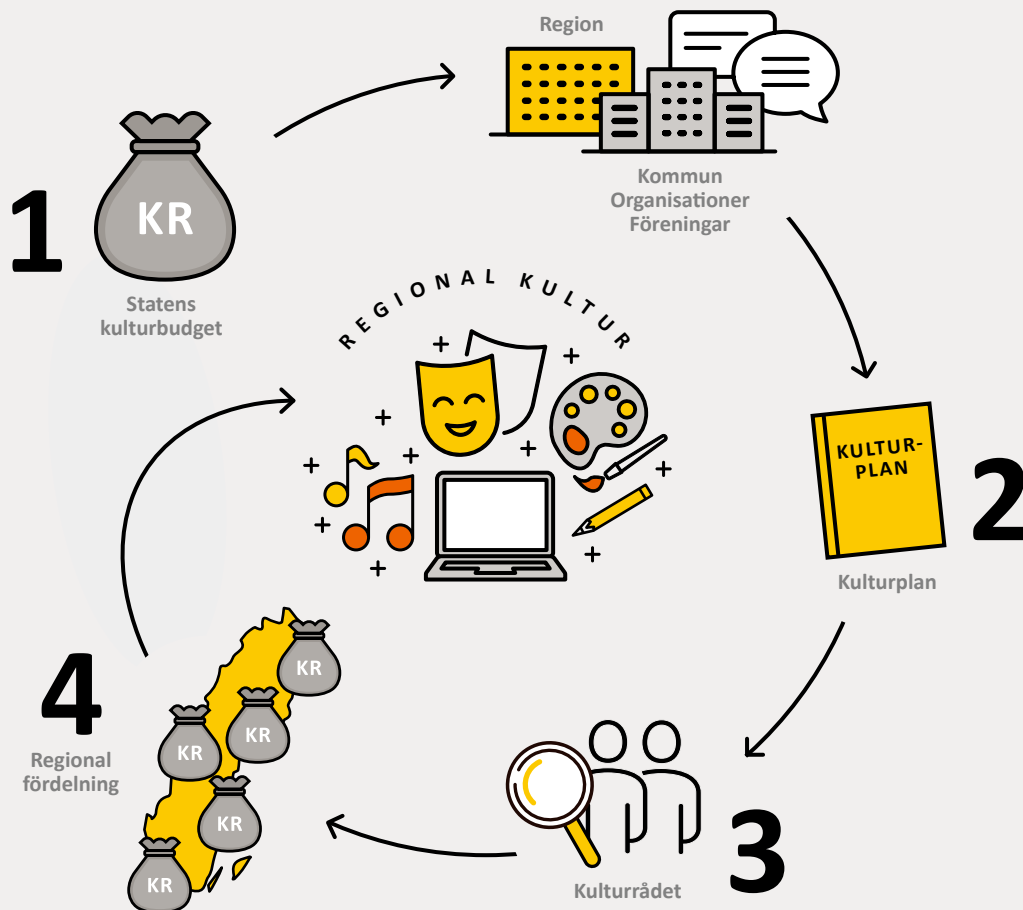 1
KR
Statens
kulturbudget
Region
Kommun
Organisationer
Föreningar
REGIONAL KULTUR
KULTUR-
PLAN
2
Kulturplan
3
Kulturrådet
4
Regional
fördelning
KR
KR
KR
KR
KR